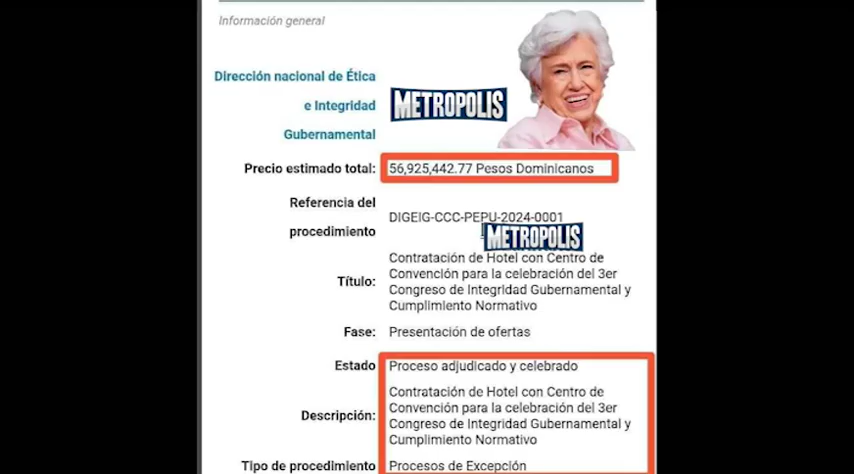 Información general
Dirección nacional de Ética
e Integridad
Gubernamental
METROPOLIS
Precio estimado total: 56,925,442.77 Pesos Dominicanos
Referencia del
procedimiento
DIGEIG-CCC-PEPU-2024-0001
METROPOLIS
Título:
Contratación de Hotel con Centro de
Convención para la celebración del 3er
Congreso de Integridad Gubernamental y
Cumplimiento Normativo
Fase: Presentación de ofertas
Estado Proceso adjudicado y celebrado
Descripción:
Contratación de Hotel con Centro de
Convención para la celebración del 3er
Congreso de Integridad Gubernamental y
Cumplimiento Normativo
Tipo de procedimiento Procesos de Excepción